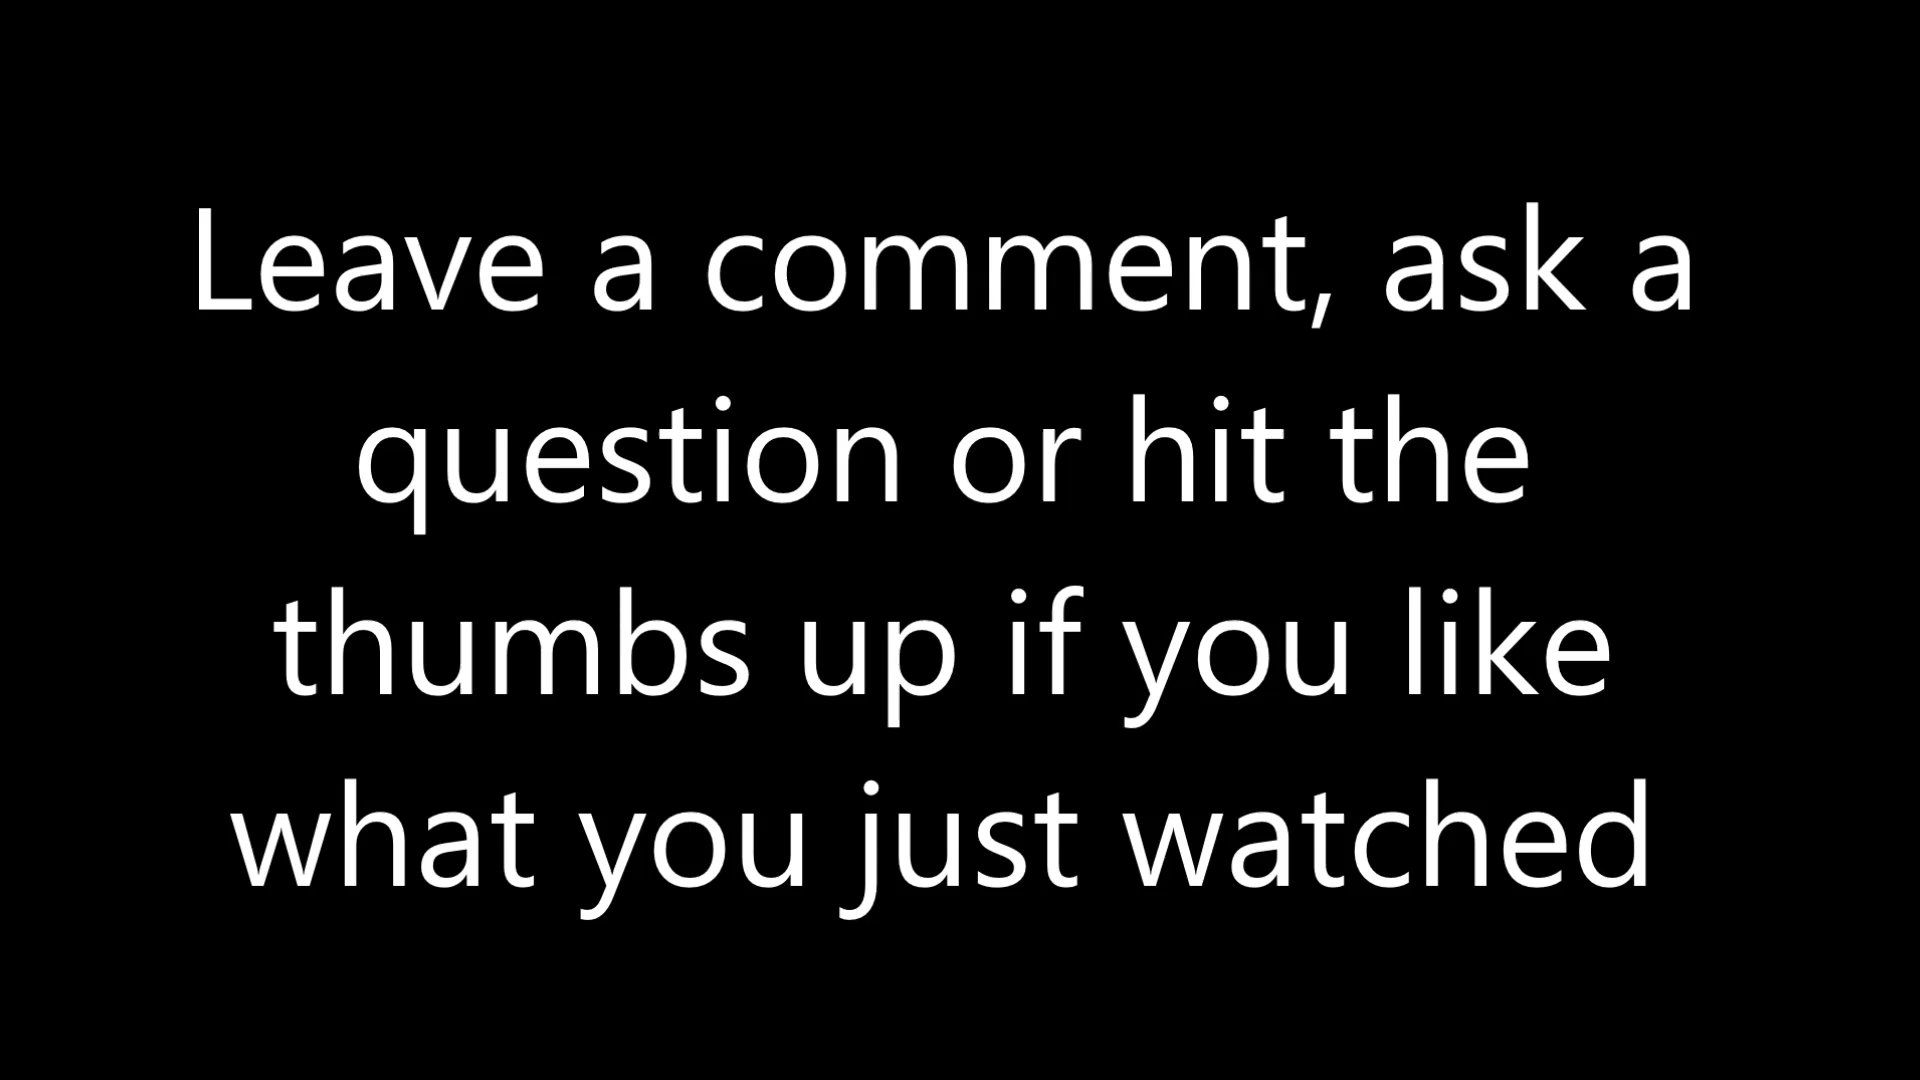 Leave a comment, ask a
question or hit the
thumbs up if you like
what you just watched